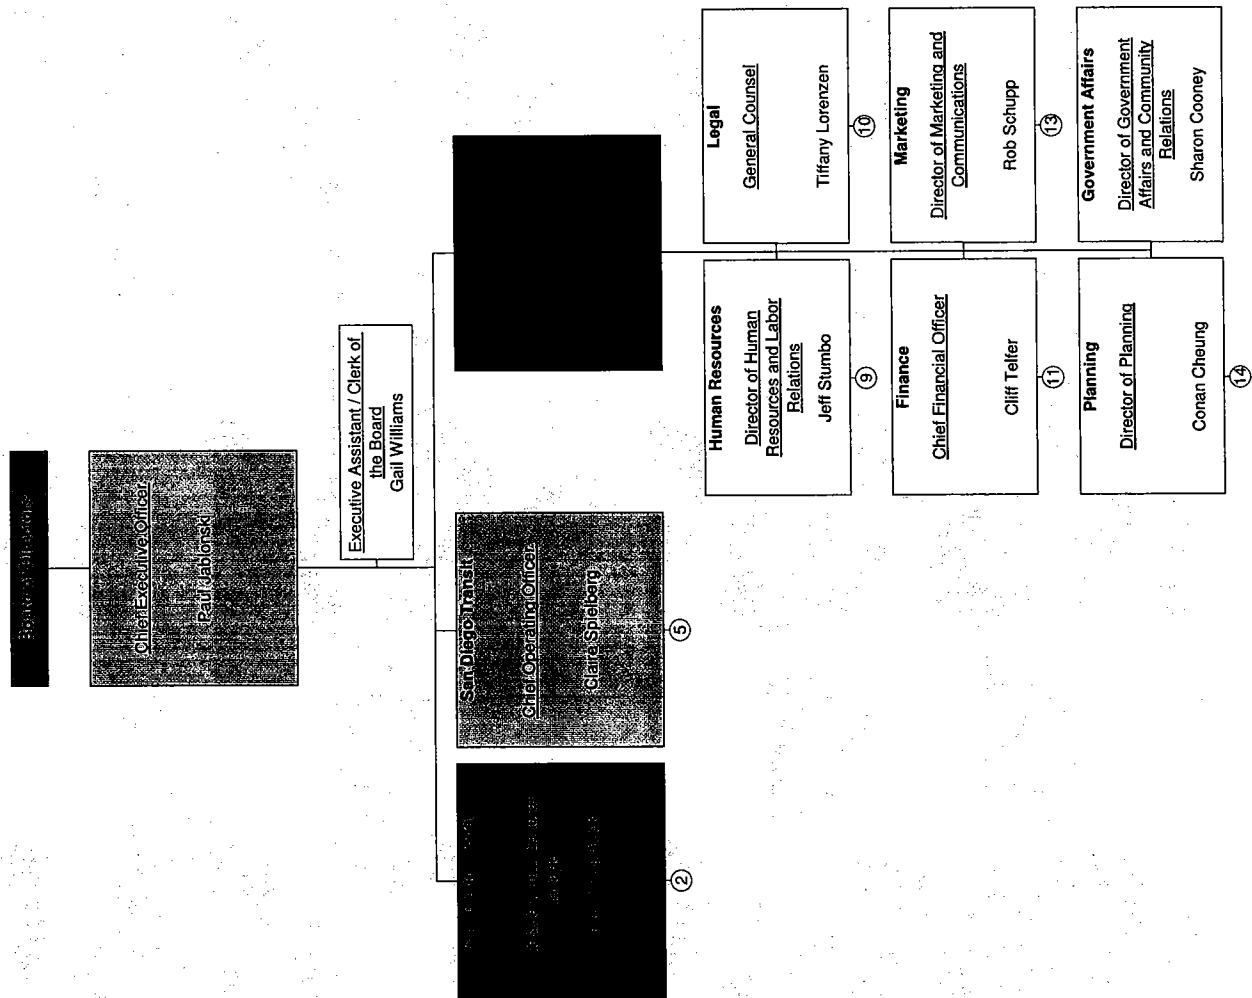 Board of Directors
Chief Executive Officer
Paul Jablonski
Executive Assistant / Clerk of
the Board
Gail Williams
San Diego Transit
Chief Operating Officer
Claire Spielberg
2
5
Human Resources
Director of Human
Resources and Labor
Relations
Jeff Stumbo
9
Legal
General Counsel
Tiffany Lorenzen
10
Finance
Chief Financial Officer
Cliff Telfer
11
Marketing
Director of Marketing and
Communications
Rob Schupp
13
Planning
Director of Planning
Conan Cheung
14
Government Affairs
Director of Government
Affairs and Community
Relations
Sharon Cooney